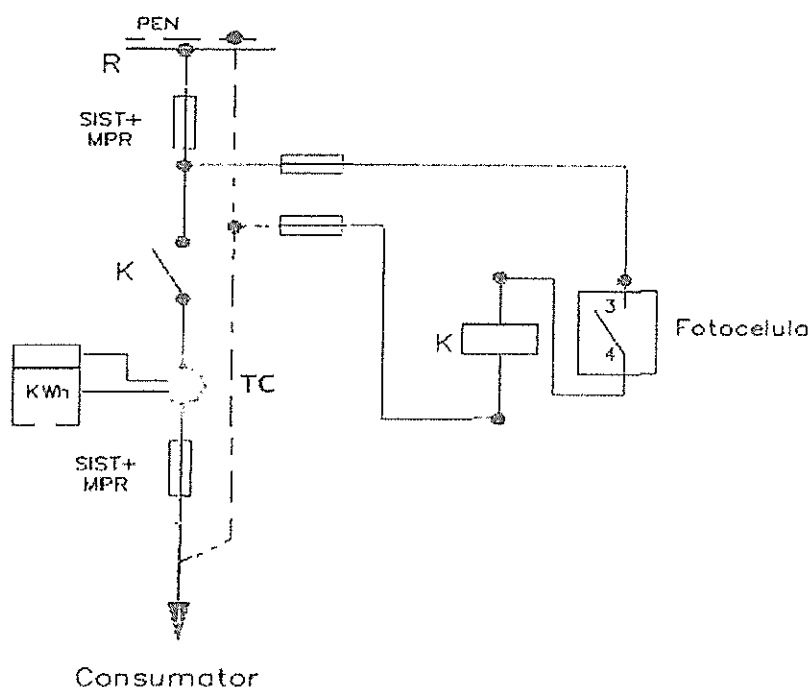 PEN
R
SIST+
MPR
K
3
4
Fotocelula
K
KWh
TC
SIST+
MPR
Consumator